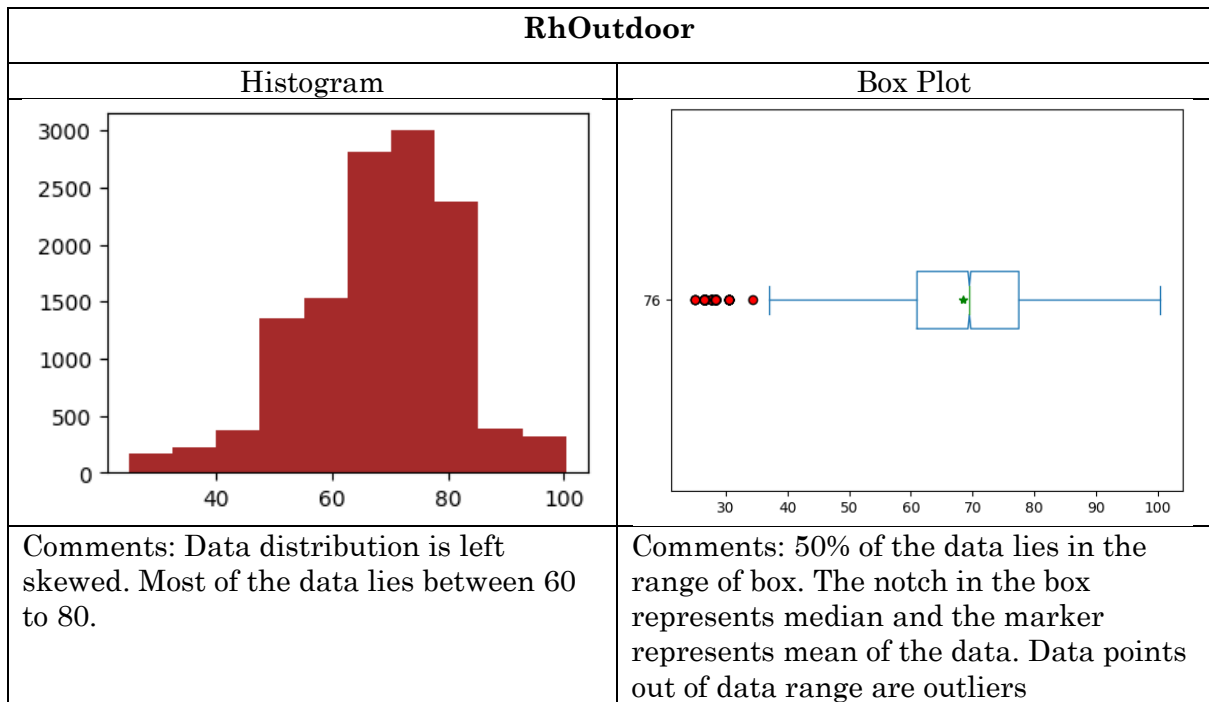 RhOutdoor
Histogram
Box Plot
3000
2500
2000
1500
1000
500
0
40 60 80 100
76
30 40 50 60 70 80 90 100
Comments: Data distribution is left
skewed. Most of the data lies between 60
to 80.
Comments: 50% of the data lies in the
range of box. The notch in the box
represents median and the marker
represents mean of the data. Data points
out of data range are outliers